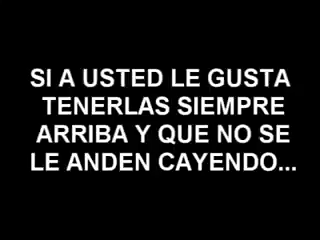 SI A USTED LE GUSTA
TENERLAS SIEMPRE
ARRIBA Y QUE NO SE
LE ANDEN CAYENDO...